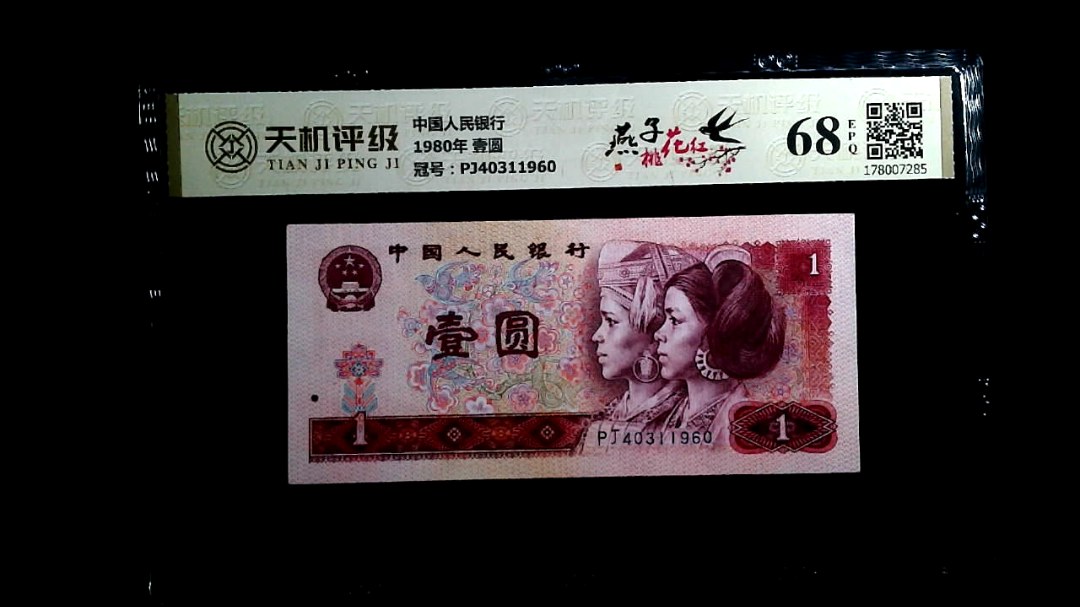 天机评级
TIAN JI PING JI
中国人民银行
1980年 壹圆
冠号：PJ40311960
燕子
桃花红
68
EPQ
178007285
中国人民银行
1
壹圆
1
PJ40311960
1